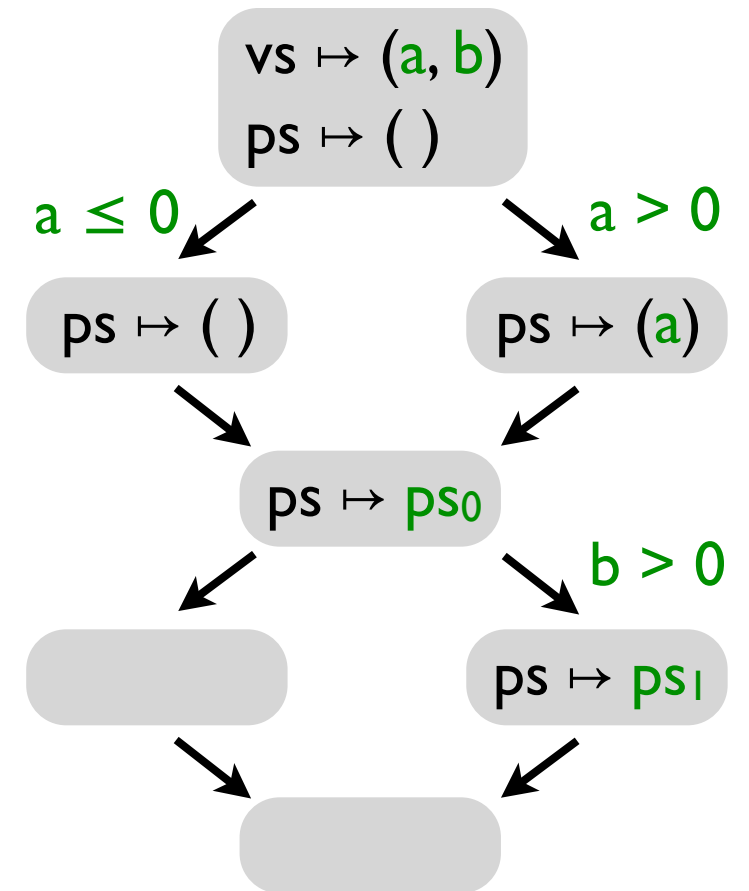 vs ↦ (a, b)
ps ↦ ( )
a ≤ 0
a > 0
ps ↦ ( )
ps ↦ (a)
ps ↦ ps₀
b > 0
ps ↦ ps₁